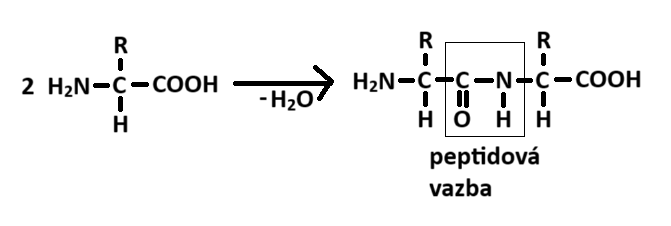 R R R
2 H₂N–C–COOH H₂N–C–C–N–C–COOH
-H₂O
H H O H H
peptidová
vazba